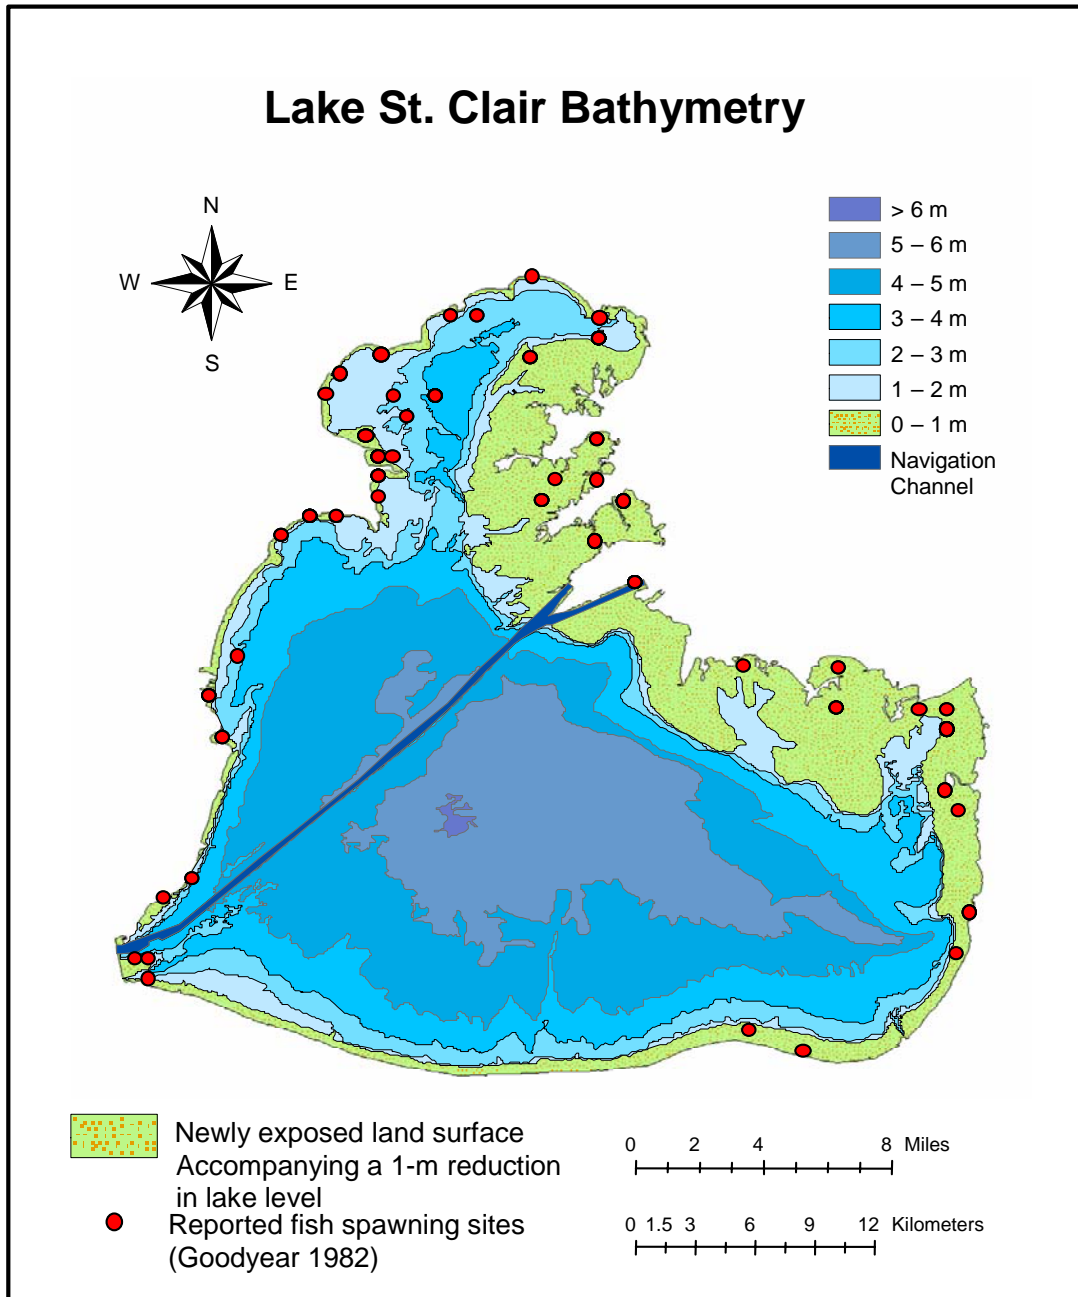 Lake St. Clair Bathymetry
N
W
E
S
> 6 m
5 – 6 m
4 – 5 m
3 – 4 m
2 – 3 m
1 – 2 m
0 – 1 m
Navigation
Channel
Newly exposed land surface
Accompanying a 1-m reduction
in lake level
Reported fish spawning sites
(Goodyear 1982)
0 2 4 8 Miles
0 1.5 3 6 9 12 Kilometers